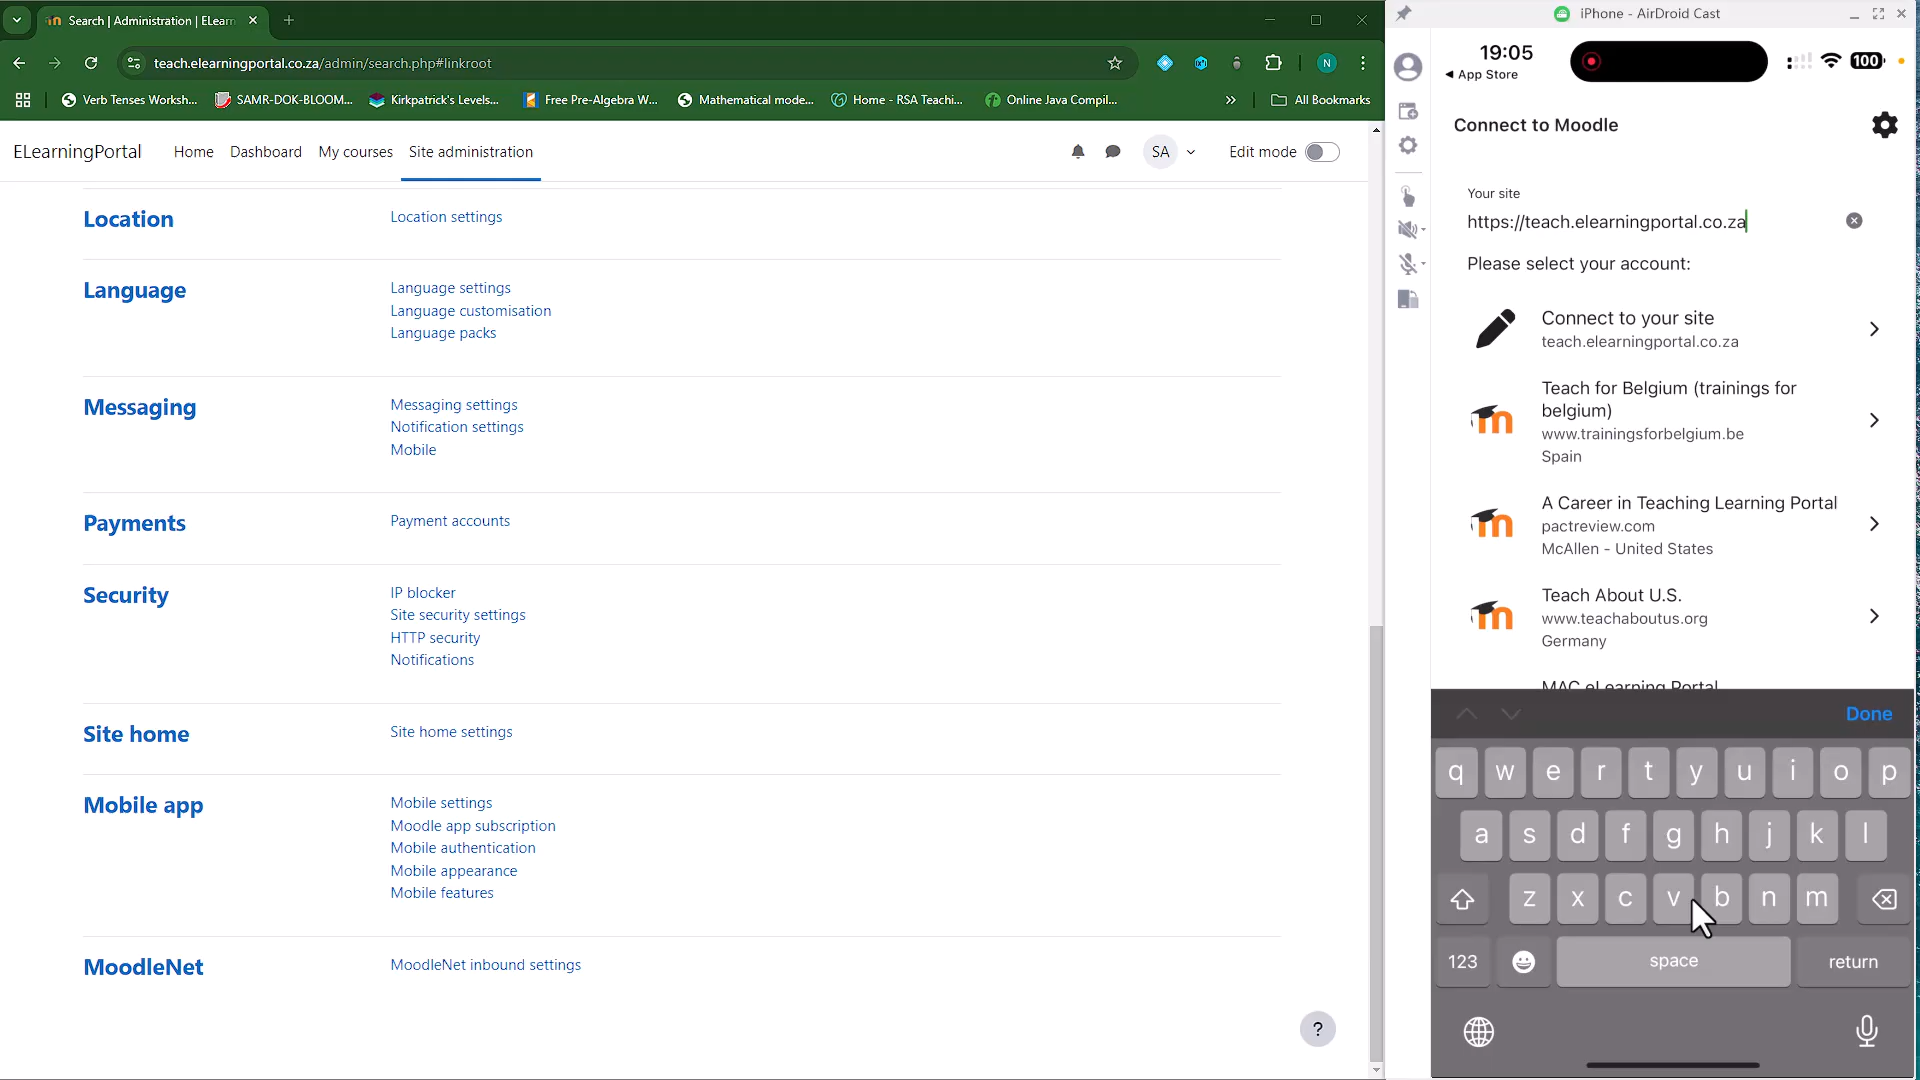 Search | Administration | ELearn
teach.elearningportal.co.za/admin/search.php#linkroot
N
Verb Tenses Worksh...
SAMR-DOK-BLOOM...
Kirkpatrick's Levels...
Free Pre-Algebra W...
Mathematical mode...
Home - RSA Teachi...
Online Java Compil...
All Bookmarks
ELearningPortal
Home
Dashboard
My courses
Site administration
SA
Edit mode
Location
Location settings
Language
Language settings
Language customisation
Language packs
Messaging
Messaging settings
Notification settings
Mobile
Payments
Payment accounts
Security
IP blocker
Site security settings
HTTP security
Notifications
Site home
Site home settings
Mobile app
Mobile settings
Moodle app subscription
Mobile authentication
Mobile appearance
Mobile features
MoodleNet
MoodleNet inbound settings
?
iPhone - AirDroid Cast
19:05
App Store
100
Connect to Moodle
Your site
https://teach.elearningportal.co.za
Please select your account:
Connect to your site
teach.elearningportal.co.za
Teach for Belgium (trainings for
belgium)
www.trainingsforbelgium.be
Spain
A Career in Teaching Learning Portal
pactreview.com
McAllen - United States
Teach About U.S.
www.teachaboutus.org
Germany
MAC eLearning Portal
Done
q w e r t y u i o p
a s d f g h j k l
z x c v b n m
123
space
return